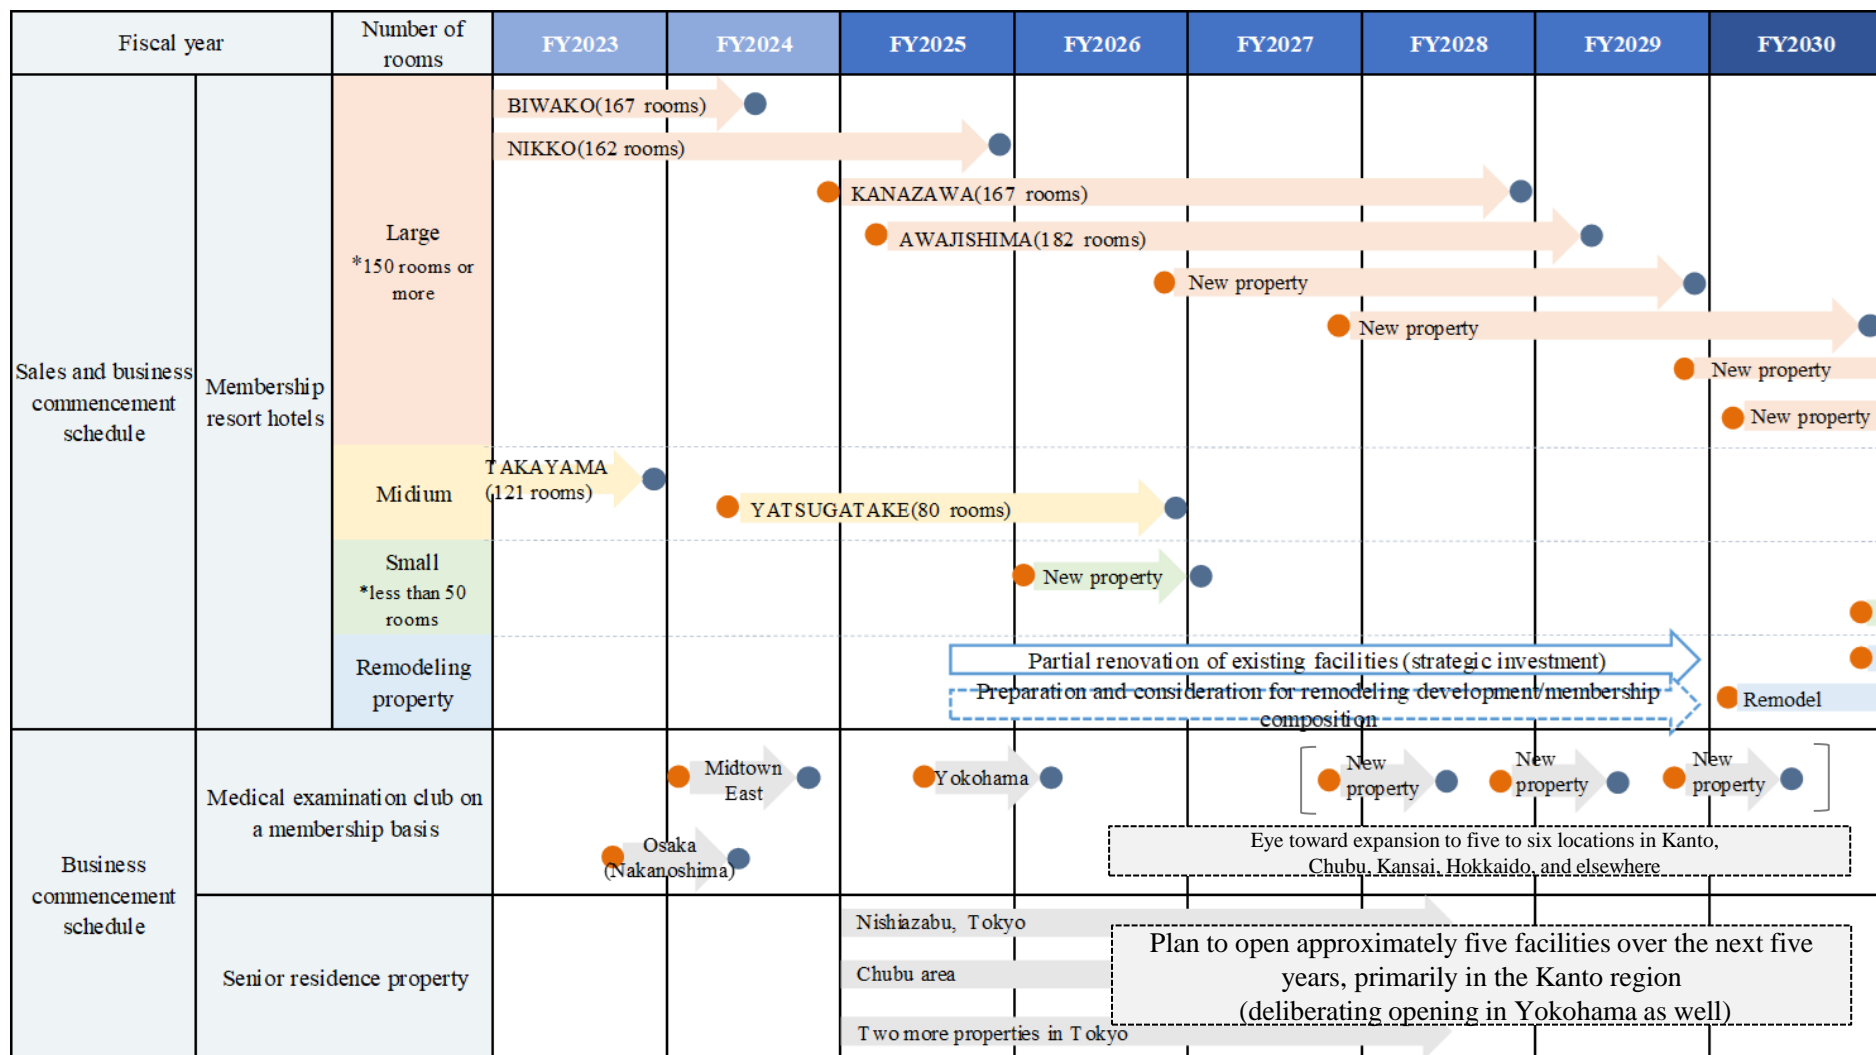 Fiscal year
Number of
rooms
FY2023
FY2024
FY2025
FY2026
FY2027
FY2028
FY2029
FY2030
Sales and business
commencement
schedule
Membership
resort hotels
Large
*150 rooms or
more
BIWAKO(167 rooms)
NIKKO(162 rooms)
KANAZAWA(167 rooms)
AWAJISHIMA(182 rooms)
New property
New property
New property
New property
Midium
TAKAYAMA
(121 rooms)
YATSUGATAKE(80 rooms)
Small
*less than 50
rooms
New property
Remodeling
property
Partial renovation of existing facilities (strategic investment)
Preparation and consideration for remodeling development/membership
composition
Remodel
Business
commencement
schedule
Medical examination club on
a membership basis
Midtown
East
Osaka
(Nakanoshima)
Yokohama
New
property
New
property
New
property
Eye toward expansion to five to six locations in Kanto,
Chubu, Kansai, Hokkaido, and elsewhere
Senior residence property
Nishiazabu, Tokyo
Chubu area
Two more properties in Tokyo
Plan to open approximately five facilities over the next five
years, primarily in the Kanto region
(deliberating opening in Yokohama as well)